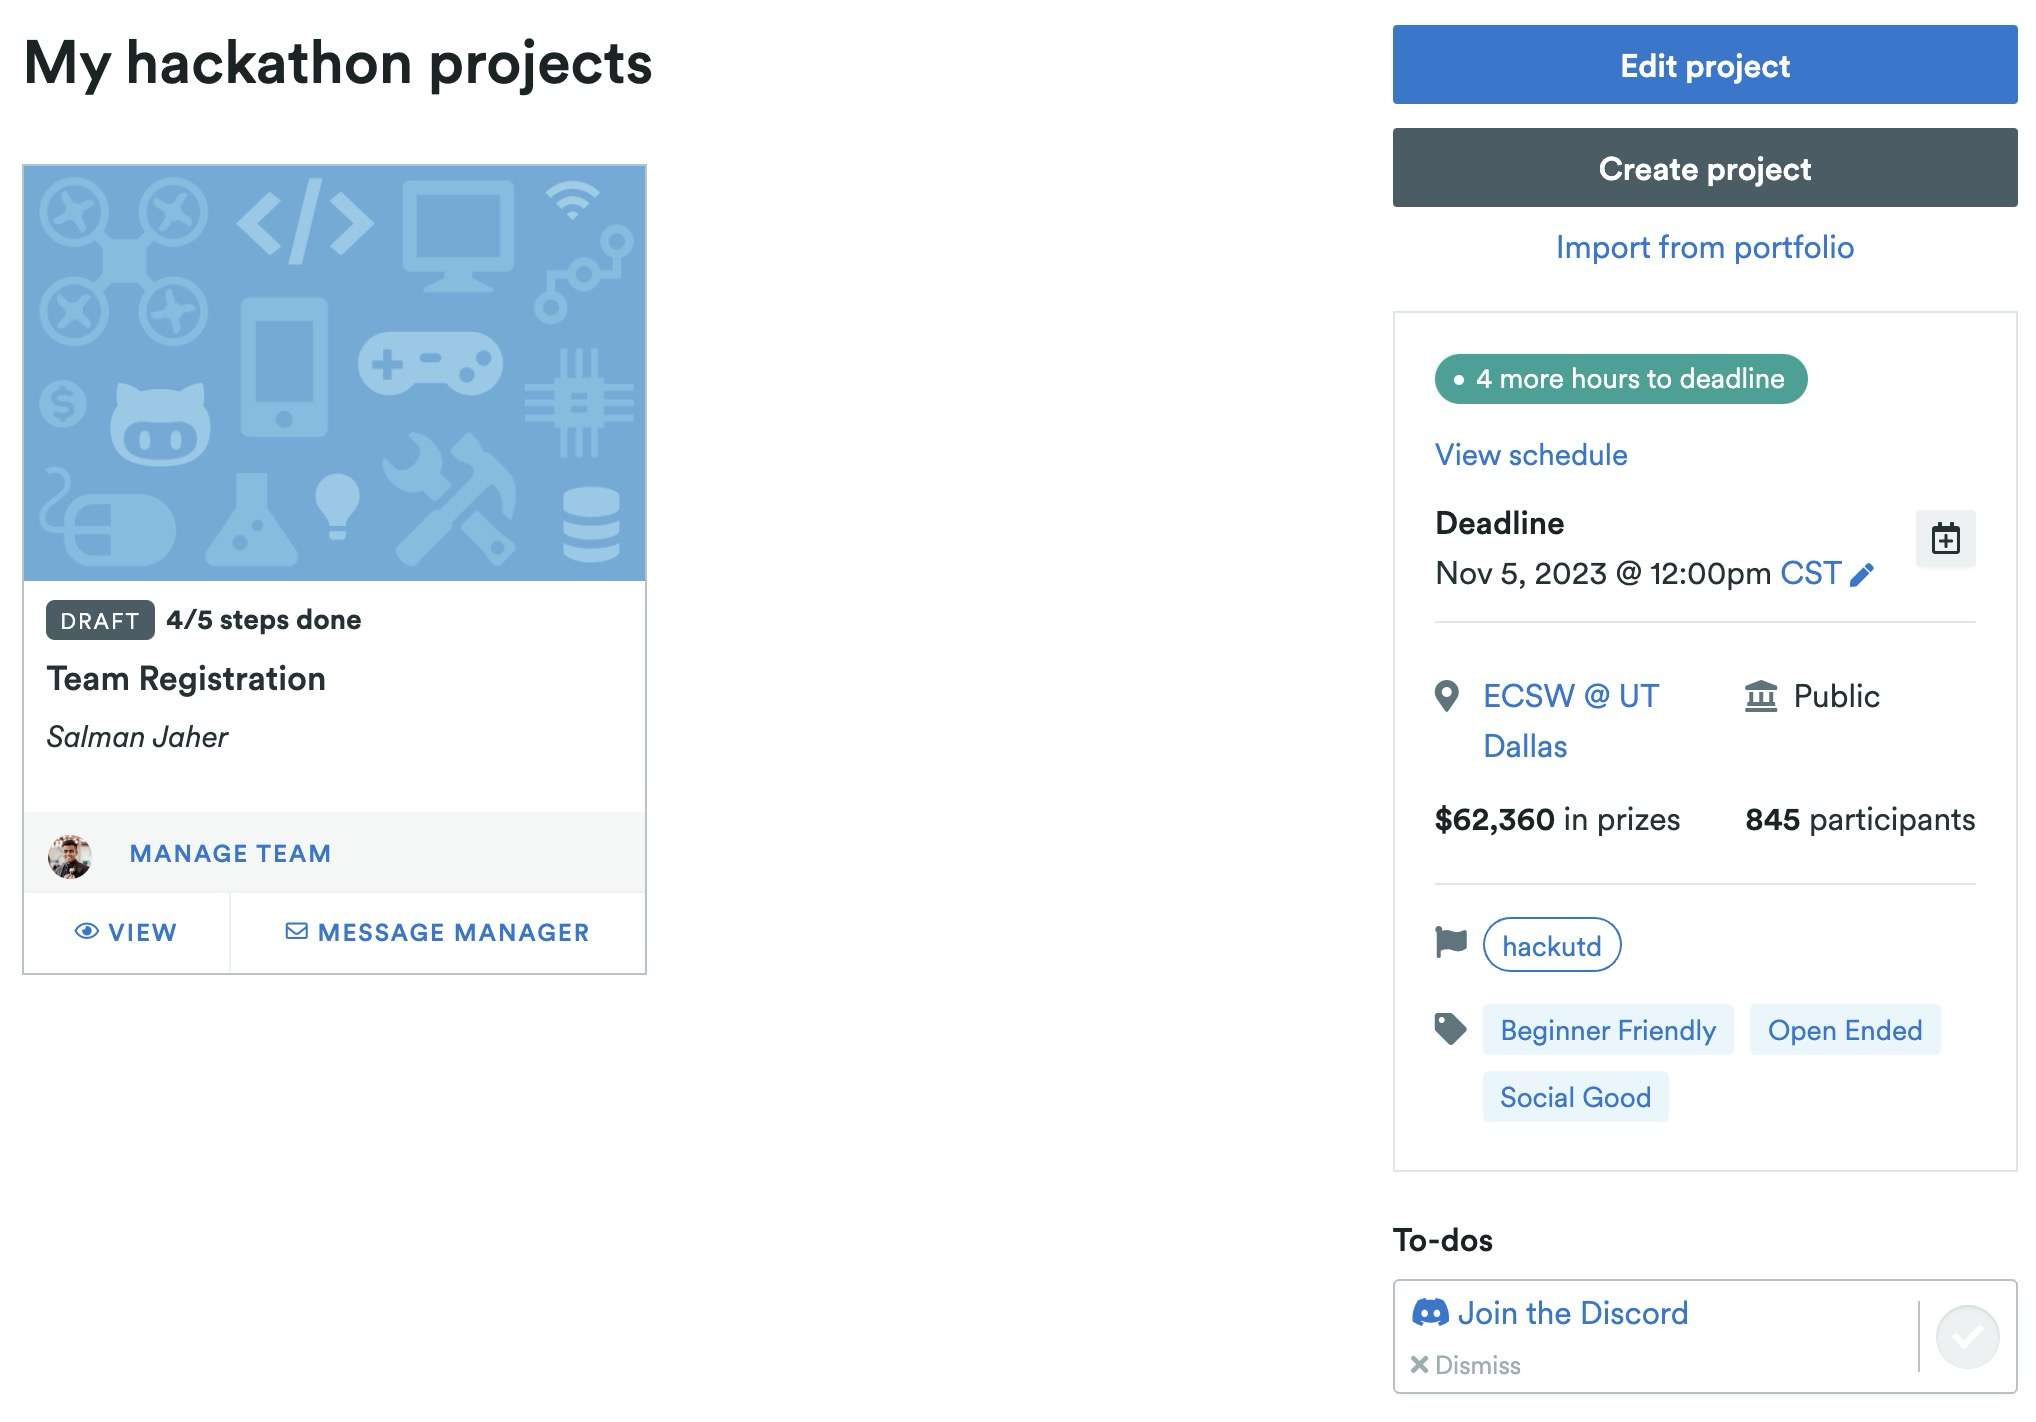 My hackathon projects
DRAFT 4/5 steps done
Team Registration
Salman Jaher
MANAGE TEAM
VIEW
MESSAGE MANAGER
Edit project
Create project
Import from portfolio
4 more hours to deadline
View schedule
Deadline
Nov 5, 2023 @ 12:00pm CST
ECSW @ UT
Dallas
Public
$62,360 in prizes
845 participants
hackutd
Beginner Friendly
Open Ended
Social Good
To-dos
Join the Discord
Dismiss